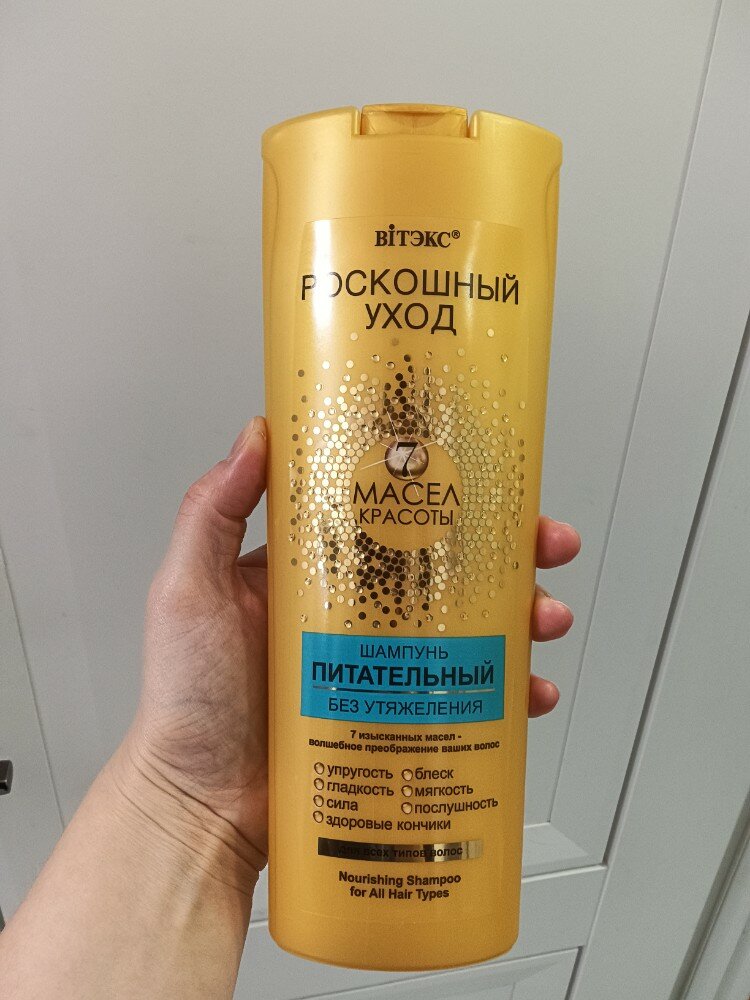 ВіТЭКС®
РОСКОШНЫЙ
УХОД
7
МАСЕЛ
КРАСОТЫ
ШАМПУНЬ
ПИТАТЕЛЬНЫЙ
БЕЗ УТЯЖЕЛЕНИЯ
7 изысканных масел -
волшебное преображение ваших волос
упругость блеск
гладкость мягкость
сила послушность
здоровые кончики
для всех типов волос
Nourishing Shampoo
for All Hair Types